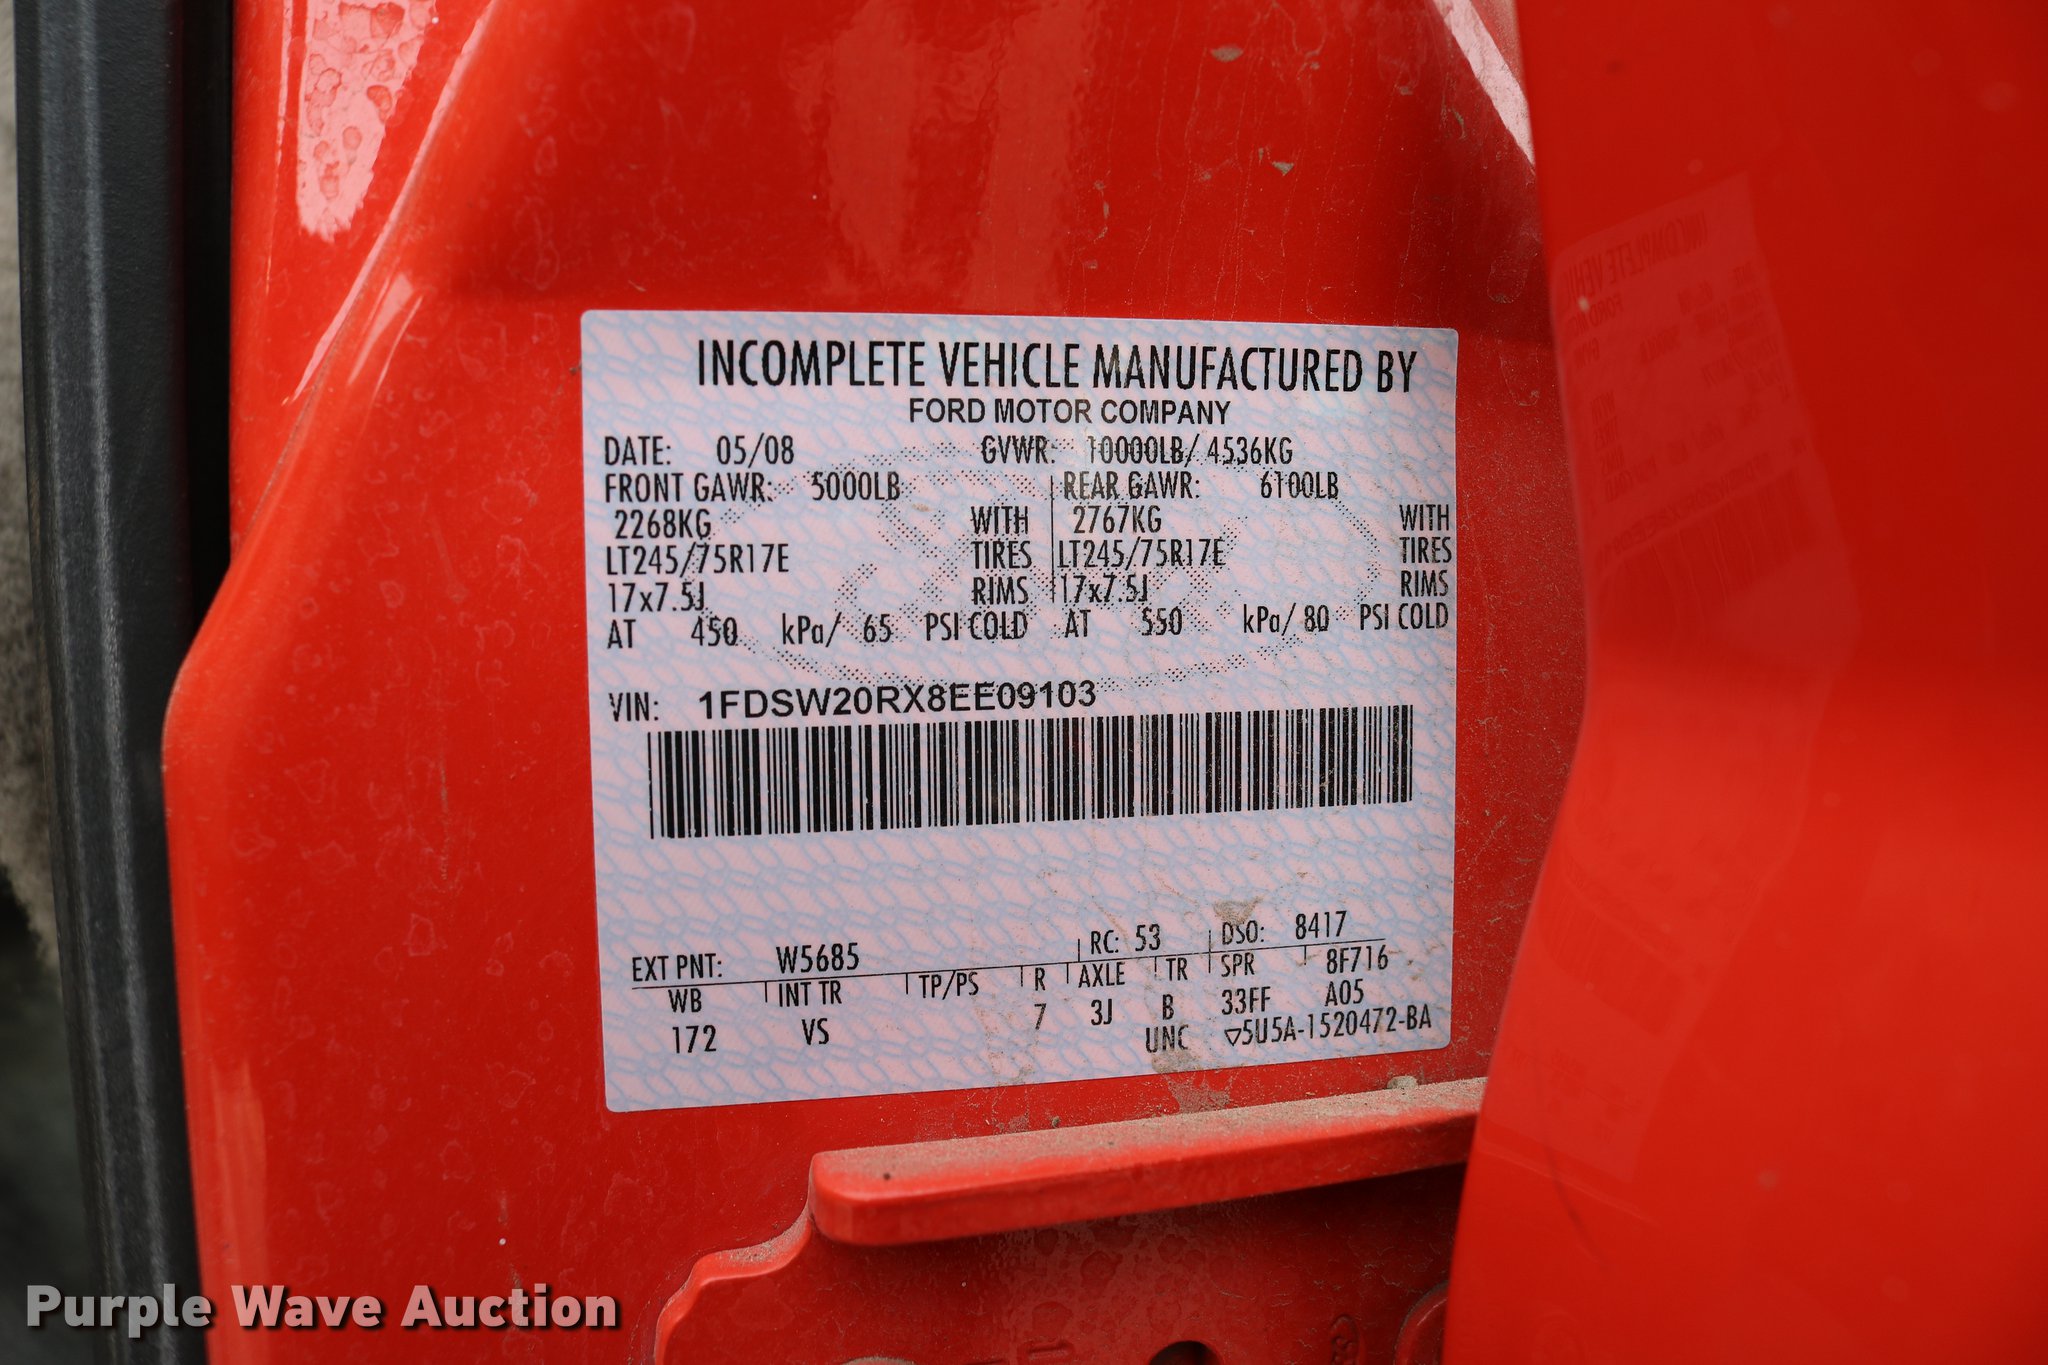 INCOMPLETE VEHICLE MANUFACTURED BY
FORD MOTOR COMPANY
DATE: 05/08 GVWR: 10000LB/ 4536KG
FRONT GAWR: 5000LB REAR GAWR: 6100LB
2268KG WITH 2767KG WITH
LT245/75R17E TIRES LT245/75R17E TIRES
17x7.5J RIMS 17x7.5J RIMS
AT 450 kPa/ 65 PSI COLD AT 550 kPa/ 80 PSI COLD
VIN: 1FDSW20RX8EE09103
EXT PNT: W5685 RC: 53 DSO: 8417
WB INT TR TP/PS R AXLE TR SPR 8F716
172 VS 7 3J B 33FF A05
UNC ▽5U5A-1520472-BA
Purple Wave Auction